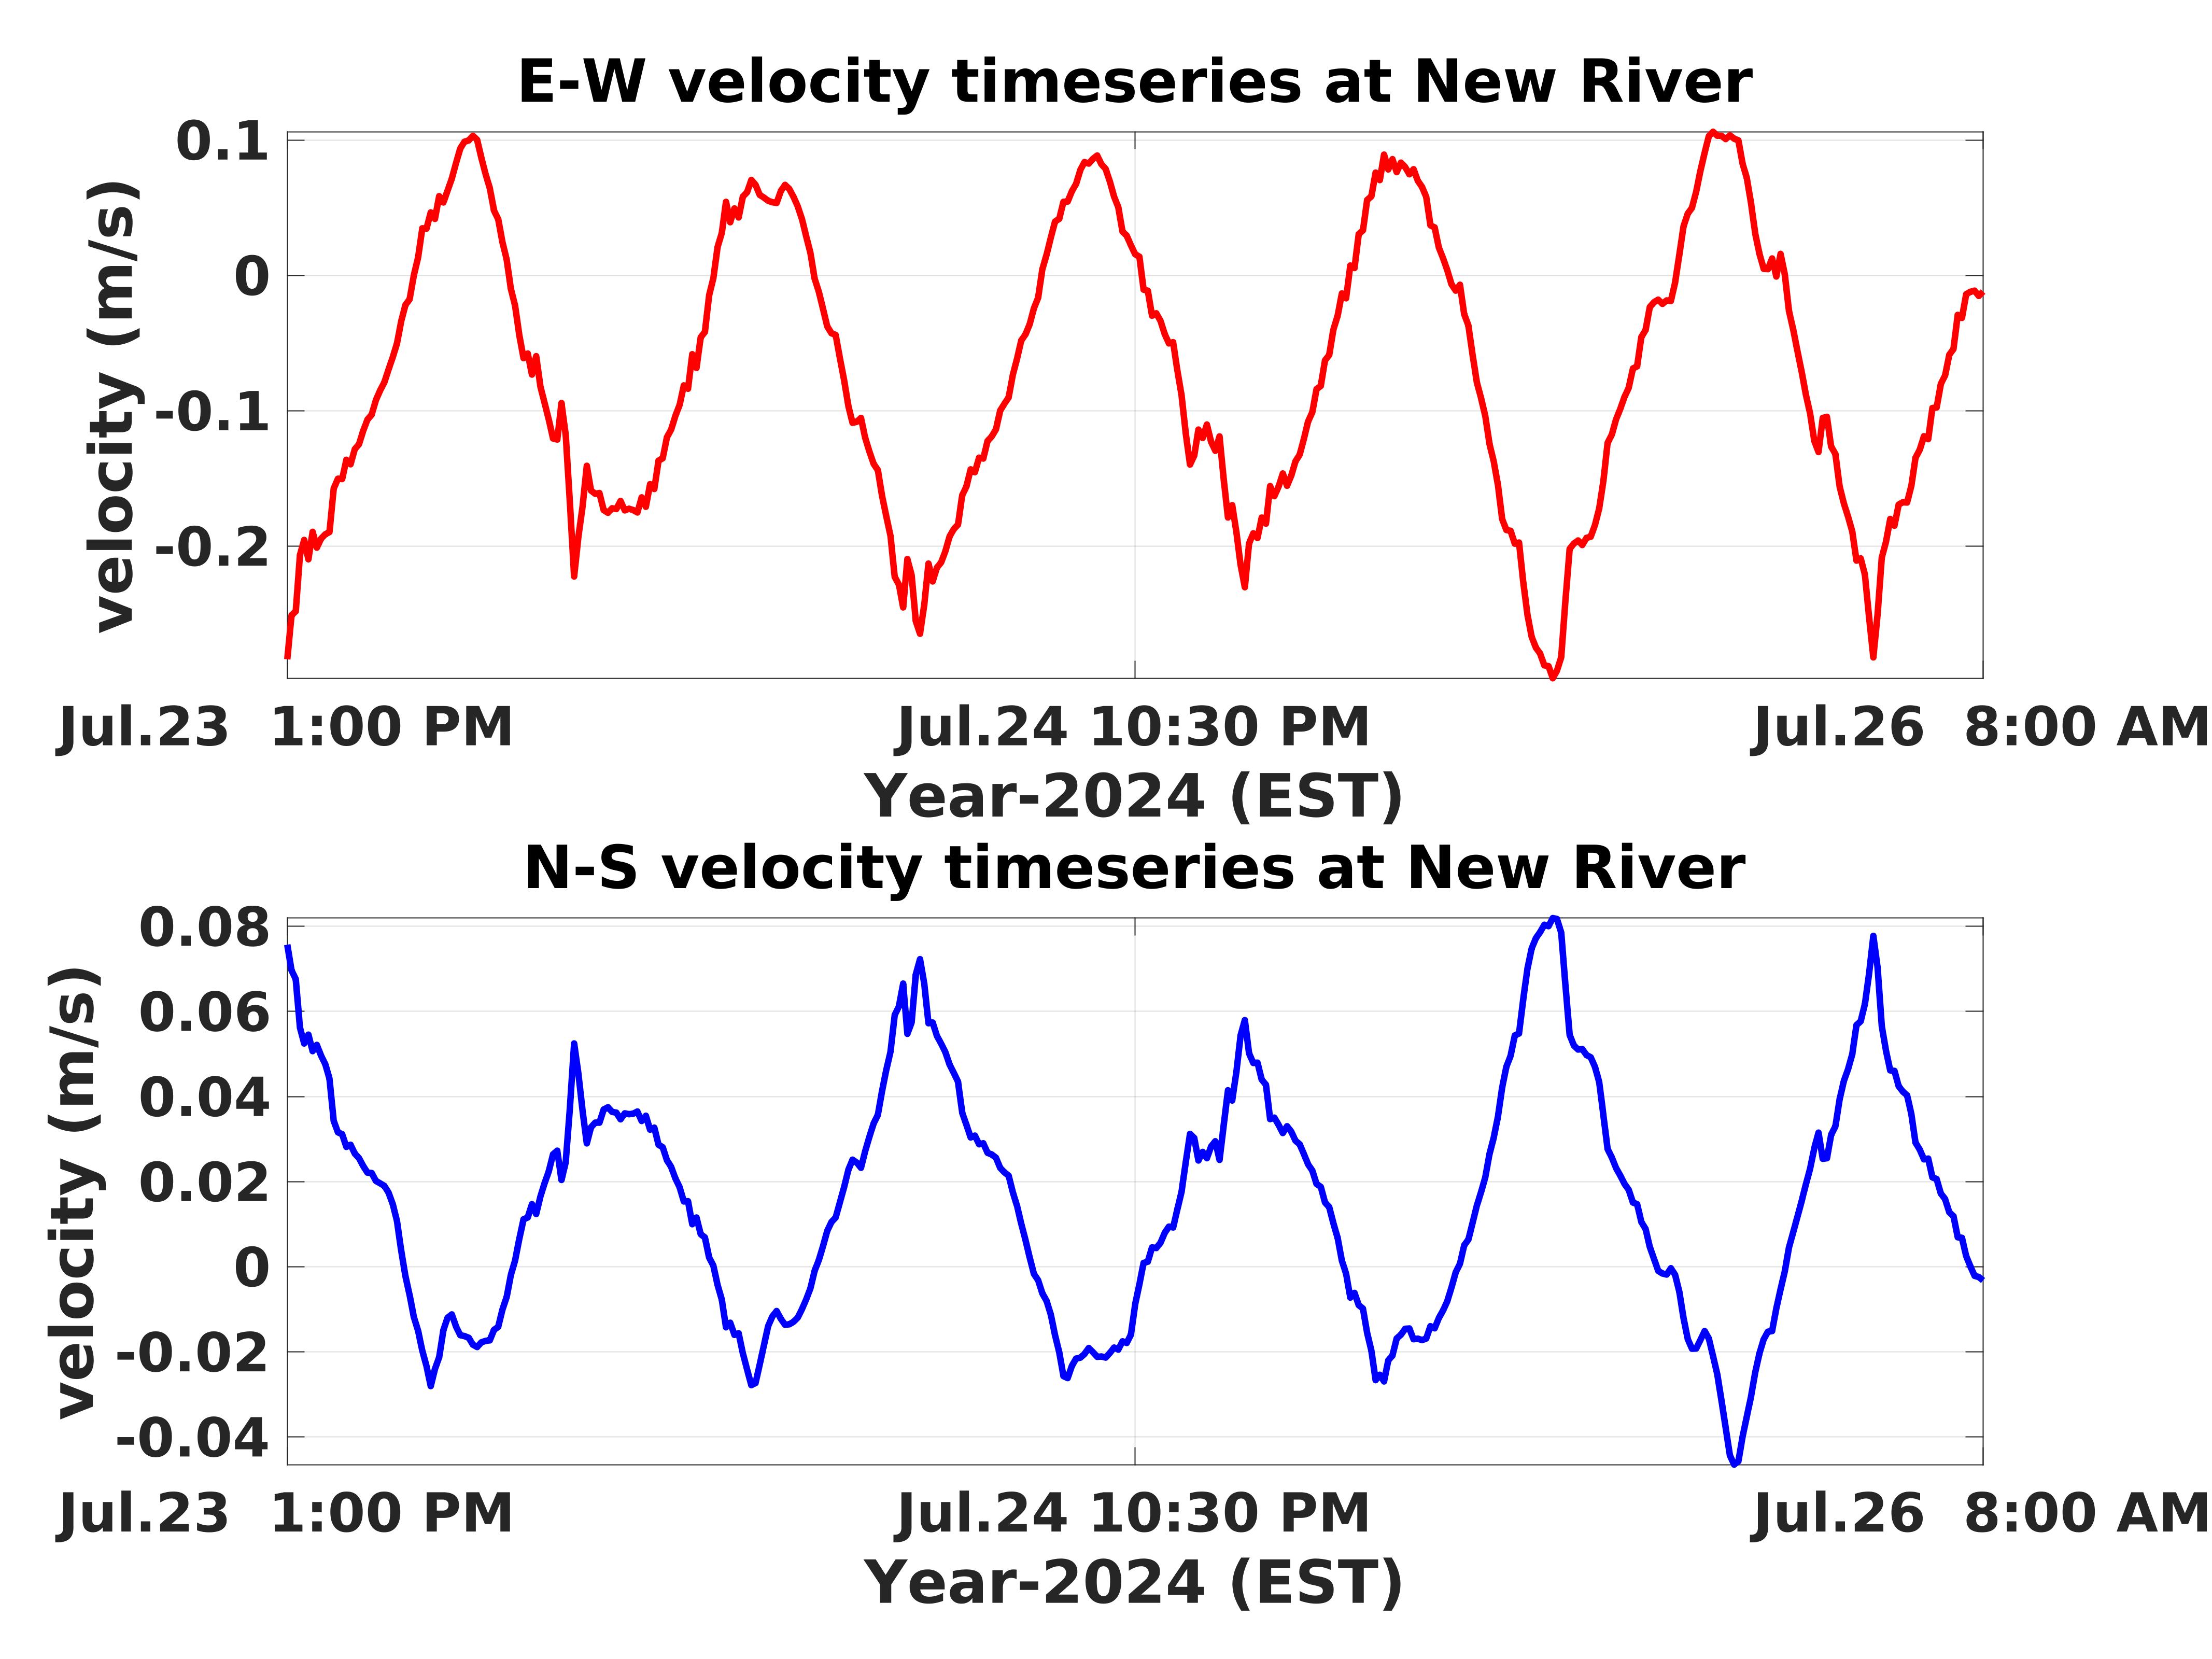 E-W velocity timeseries at New River
velocity (m/s)
0.1
0
-0.1
-0.2
Jul.23  1:00 PM
Jul.24 10:30 PM
Jul.26  8:00 AM
Year-2024 (EST)
N-S velocity timeseries at New River
velocity (m/s)
0.08
0.06
0.04
0.02
0
-0.02
-0.04
Jul.23  1:00 PM
Jul.24 10:30 PM
Jul.26  8:00 AM
Year-2024 (EST)